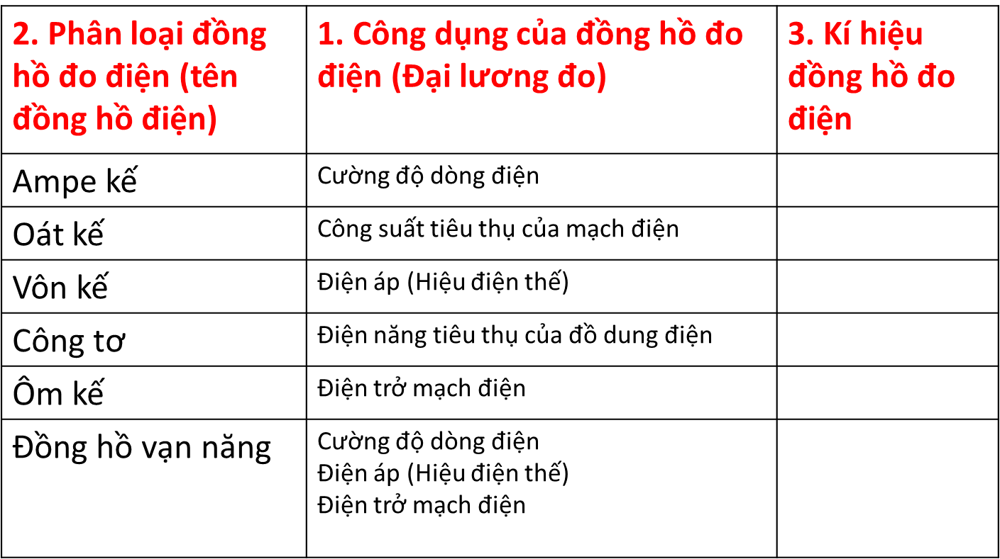 2. Phân loại đồng
hồ đo điện (tên
đồng hồ điện)
1. Công dụng của đồng hồ đo
điện (Đại lương đo)
3. Kí hiệu
đồng hồ đo
điện
Ampe kế
Cường độ dòng điện
Oát kế
Công suất tiêu thụ của mạch điện
Vôn kế
Điện áp (Hiệu điện thế)
Công tơ
Điện năng tiêu thụ của đồ dung điện
Ôm kế
Điện trở mạch điện
Đồng hồ vạn năng
Cường độ dòng điện
Điện áp (Hiệu điện thế)
Điện trở mạch điện